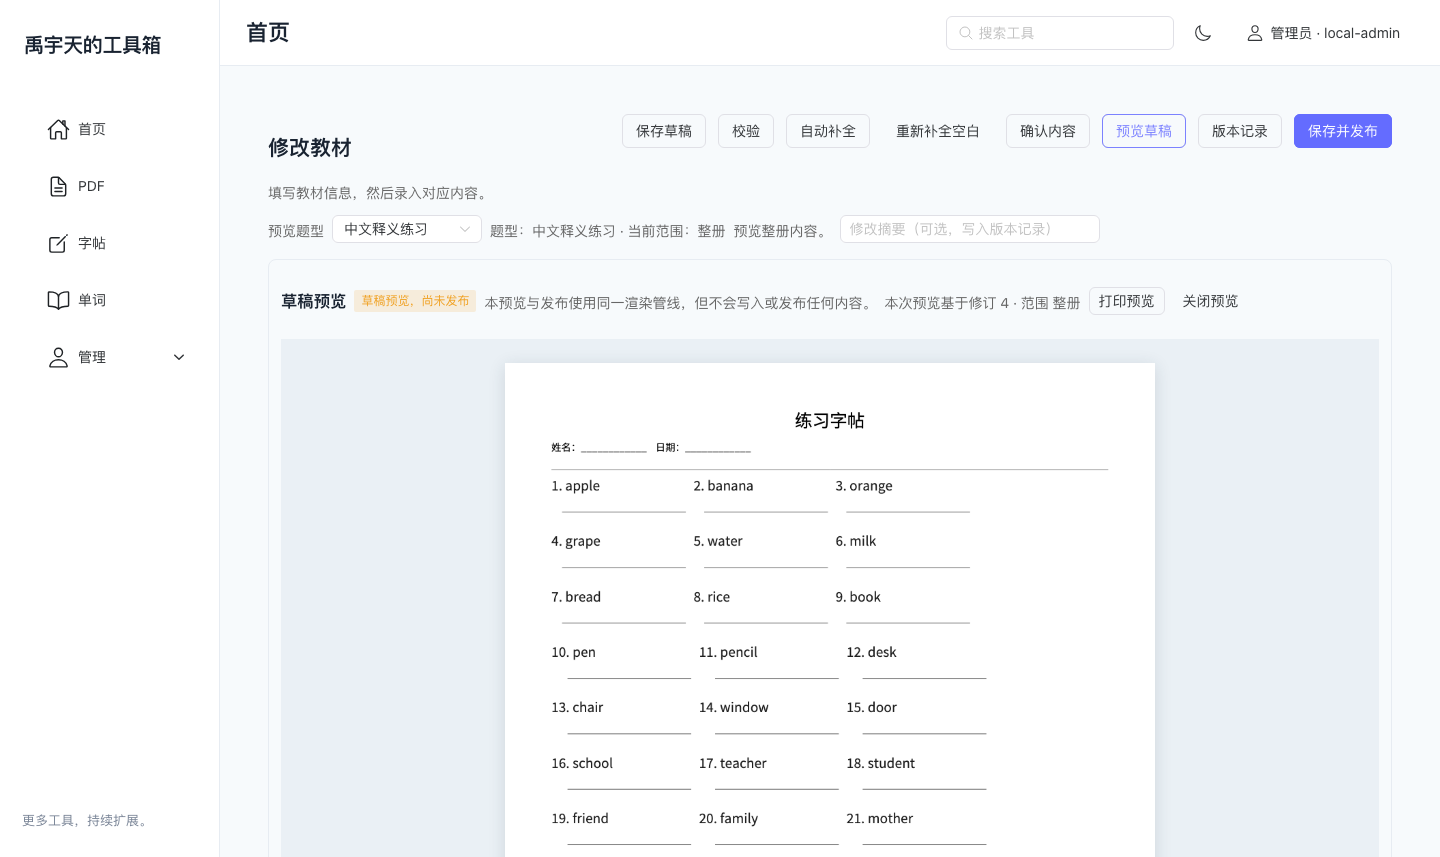 禹宇天的工具箱
首页
PDF
字帖
单词
管理
更多工具，持续扩展。
首页
搜索工具
管理员 · local-admin
修改教材
保存草稿
校验
自动补全
重新补全空白
确认内容
预览草稿
版本记录
保存并发布
填写教材信息，然后录入对应内容。
预览题型 中文释义练习 题型：中文释义练习 · 当前范围：整册 预览整册内容。 修改摘要（可选，写入版本记录）
草稿预览 草稿预览，尚未发布 本预览与发布使用同一渲染管线，但不会写入或发布任何内容。 本次预览基于修订 4 · 范围 整册 打印预览 关闭预览
练习字帖
姓名：____________ 日期：____________
1. apple 2. banana 3. orange
4. grape 5. water 6. milk
7. bread 8. rice 9. book
10. pen 11. pencil 12. desk
13. chair 14. window 15. door
16. school 17. teacher 18. student
19. friend 20. family 21. mother